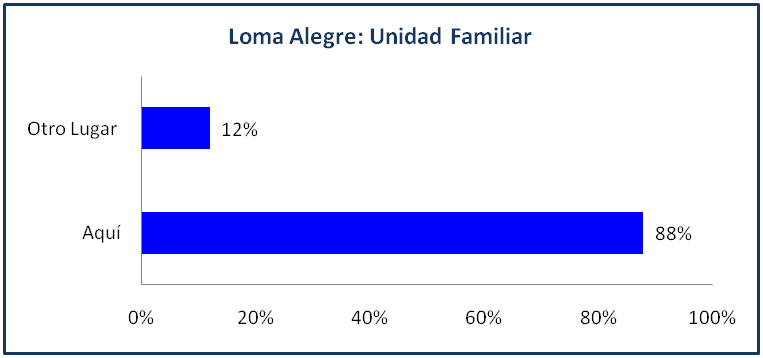 Loma Alegre: Unidad Familiar
Otro Lugar 12%
Aquí 88%
0% 20% 40% 60% 80% 100%